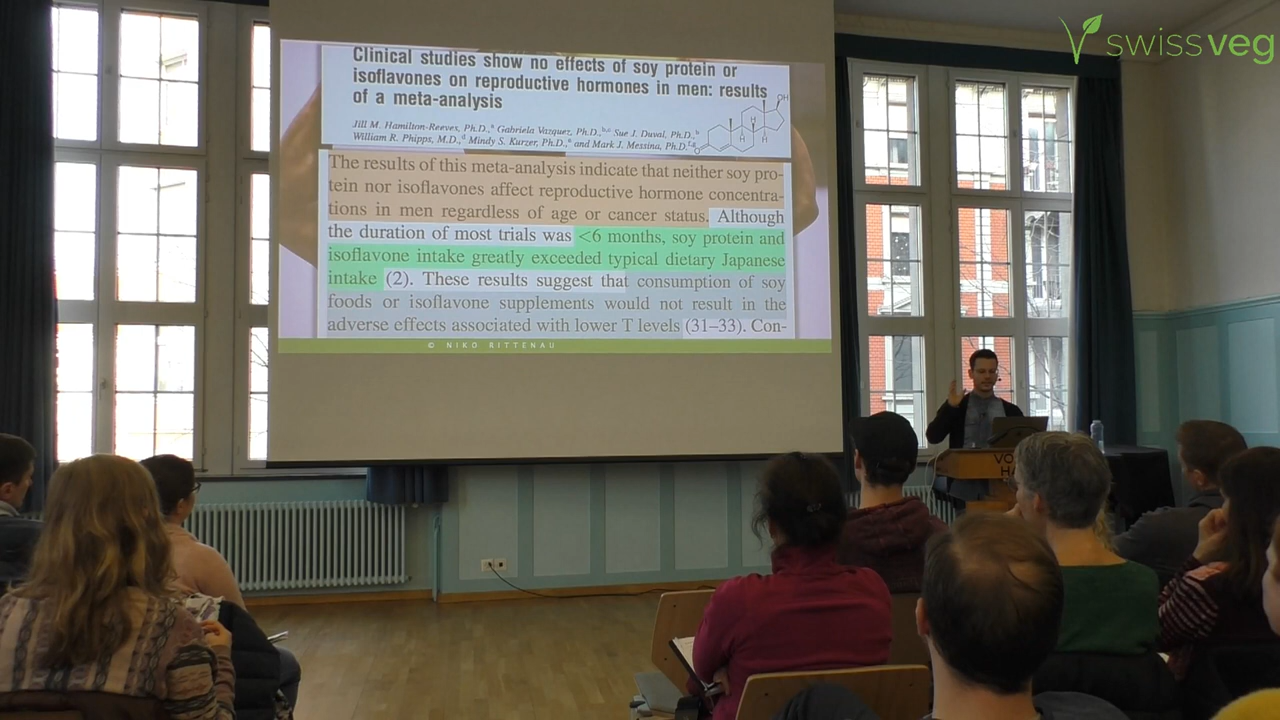 swissveg
Clinical studies show no effects of soy protein or
isoflavones on reproductive hormones in men: results
of a meta-analysis
Jill M. Hamilton-Reeves, Ph.D.,a Gabriela Vazquez, Ph.D.,b,c Sue J. Duval, Ph.D.,b
William R. Phipps, M.D.,d Mindy S. Kurzer, Ph.D.,e and Mark J. Messina, Ph.D.f,g
OH
H
H
H
O
The results of this meta-analysis indicate that neither soy pro-
tein nor isoflavones affect reproductive hormone concentra-
tions in men regardless of age or cancer status. Although
the duration of most trials was <6 months, soy protein and
isoflavone intake greatly exceeded typical dietary Japanese
intake (2). These results suggest that consumption of soy
foods or isoflavone supplements would not result in the
adverse effects associated with lower T levels (31–33). Con-
© NIKO RITTENAU
VO
HA